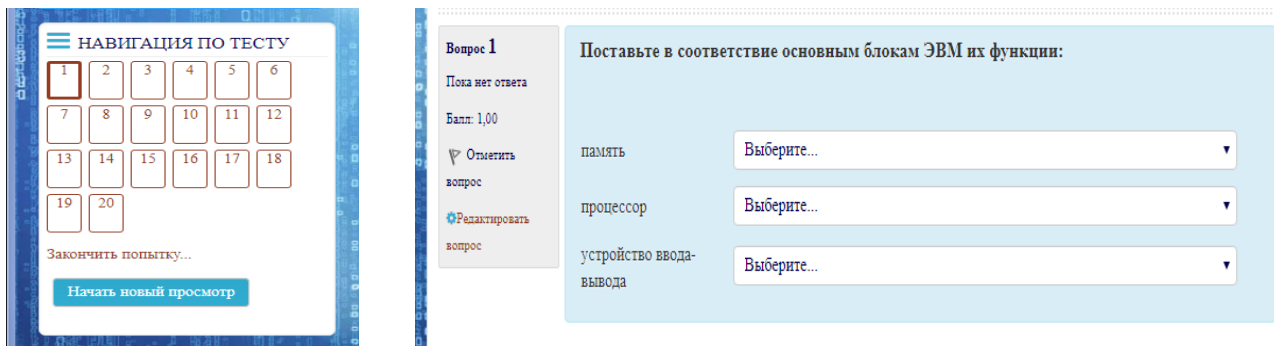 НАВИГАЦИЯ ПО ТЕСТУ
1 2 3 4 5 6
7 8 9 10 11 12
13 14 15 16 17 18
19 20
Закончить попытку...
Начать новый просмотр
Вопрос 1
Пока нет ответа
Балл: 1,00
Отметить
вопрос
Редактировать
вопрос
Поставьте в соответствие основным блокам ЭВМ их функции:
память Выберите...
процессор Выберите...
устройство ввода-
вывода Выберите...